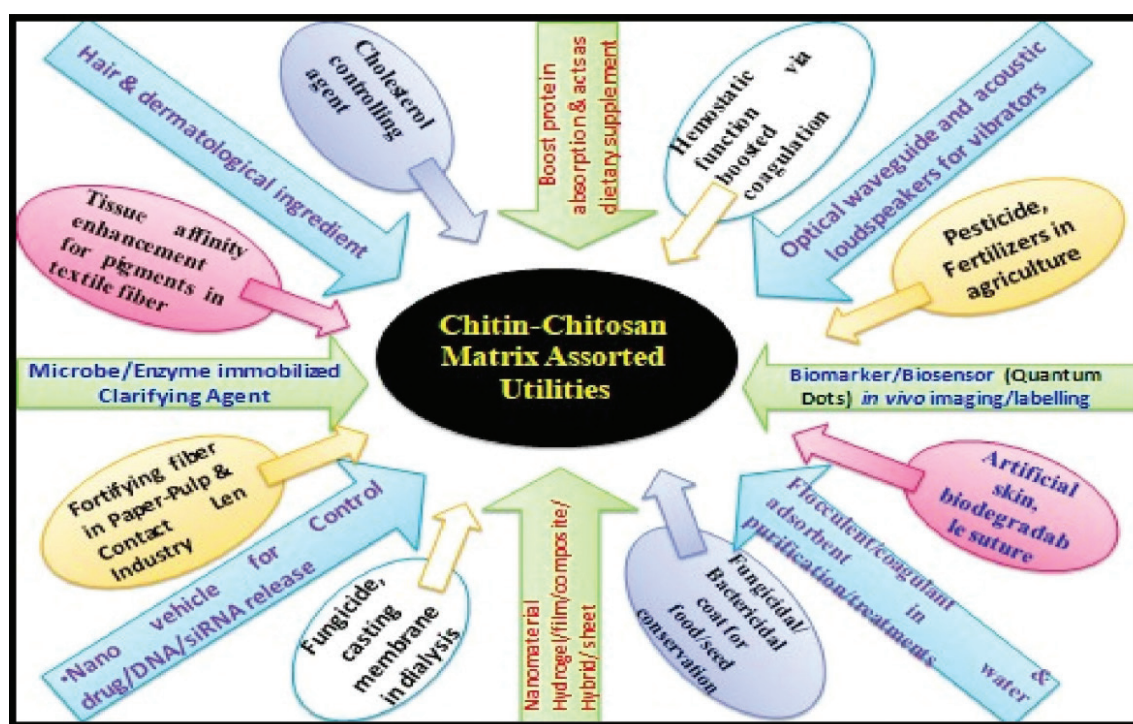 Hair & dermatological ingredient
Cholesterol
controlling
agent
Boost protein
absorption & acts as
dietary supplement
Hemostatic via
function
boosted
coagulation
Optical waveguide and acoustic
loudspeakers for vibrators
Tissue affinity
enhancement
for pigments in
textile fiber
Pesticide,
Fertilizers in
agriculture
Chitin-Chitosan
Matrix Assorted
Utilities
Microbe/Enzyme immobilized
Clarifying Agent
Biomarker/Biosensor (Quantum
Dots) in vivo imaging/labelling
Fortifying fiber
in Paper-Pulp &
Contact Len
Industry
Artificial
skin,
biodegradab
le suture
•Nano vehicle for Control
drug/DNA/siRNA release
Fungicide,
casting
membrane
in dialysis
Nanomaterial
Hydrogel/film/composite/
Hybrid/ sheet
Fungicidal/
Bactericidal
coat for
food/seed
conservation
Flocculent/coagulant
adsorbent in
purification/treatments water &